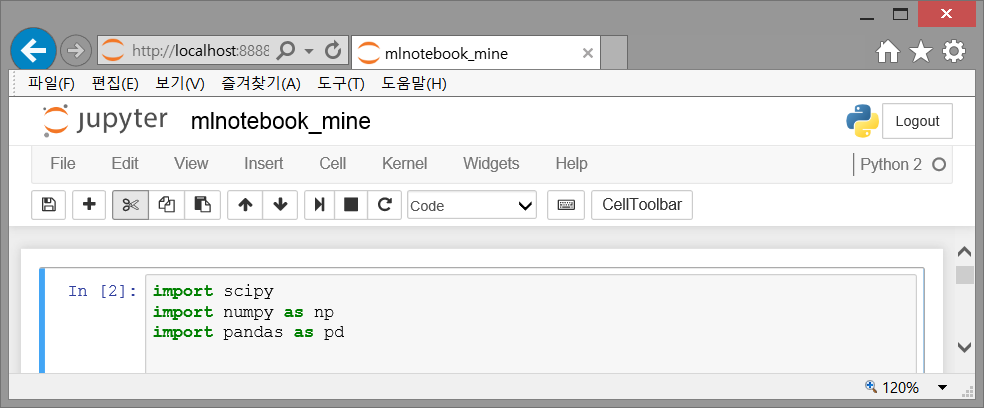 http://localhost:8888
mlnotebook_mine
파일(F) 편집(E) 보기(V) 즐겨찾기(A) 도구(T) 도움말(H)
jupyter mlnotebook_mine
Logout
File Edit View Insert Cell Kernel Widgets Help
Python 2
Code
CellToolbar
In [2]:
import scipy
import numpy as np
import pandas as pd
120%